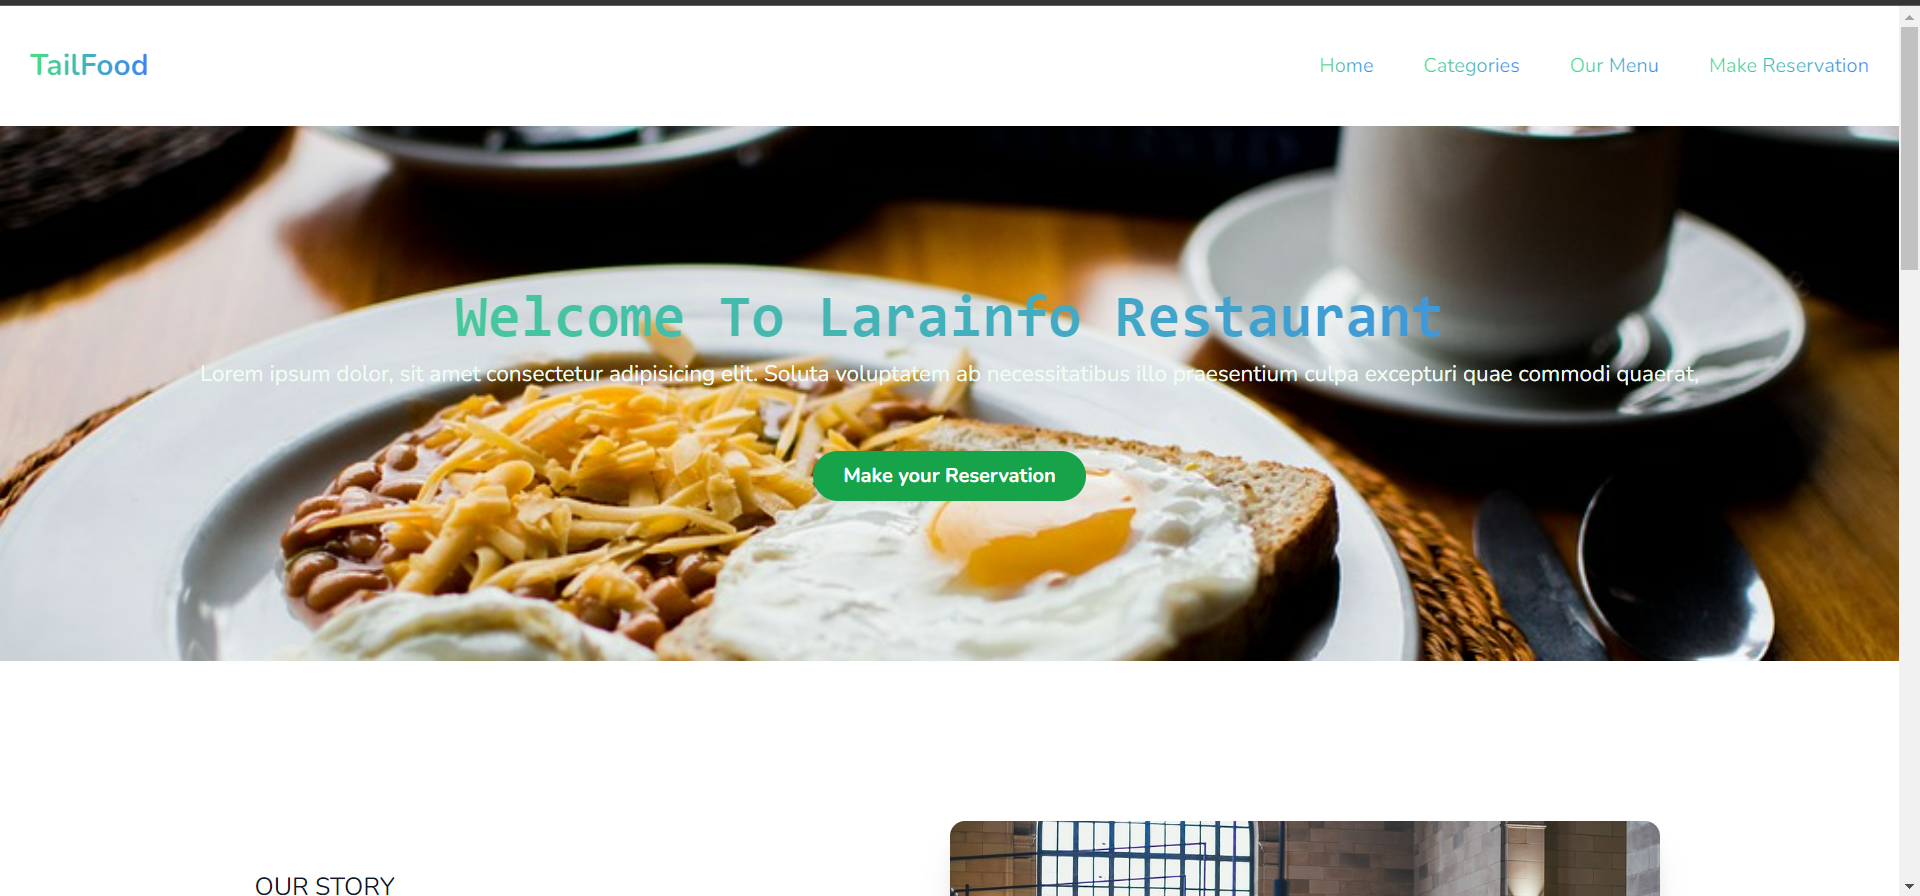 TailFood
Home
Categories
Our Menu
Make Reservation
Welcome To Larainfo Restaurant
Lorem ipsum dolor, sit amet consectetur adipisicing elit. Soluta voluptatem ab necessitatibus illo praesentium culpa excepturi quae commodi quaerat,
Make your Reservation
OUR STORY